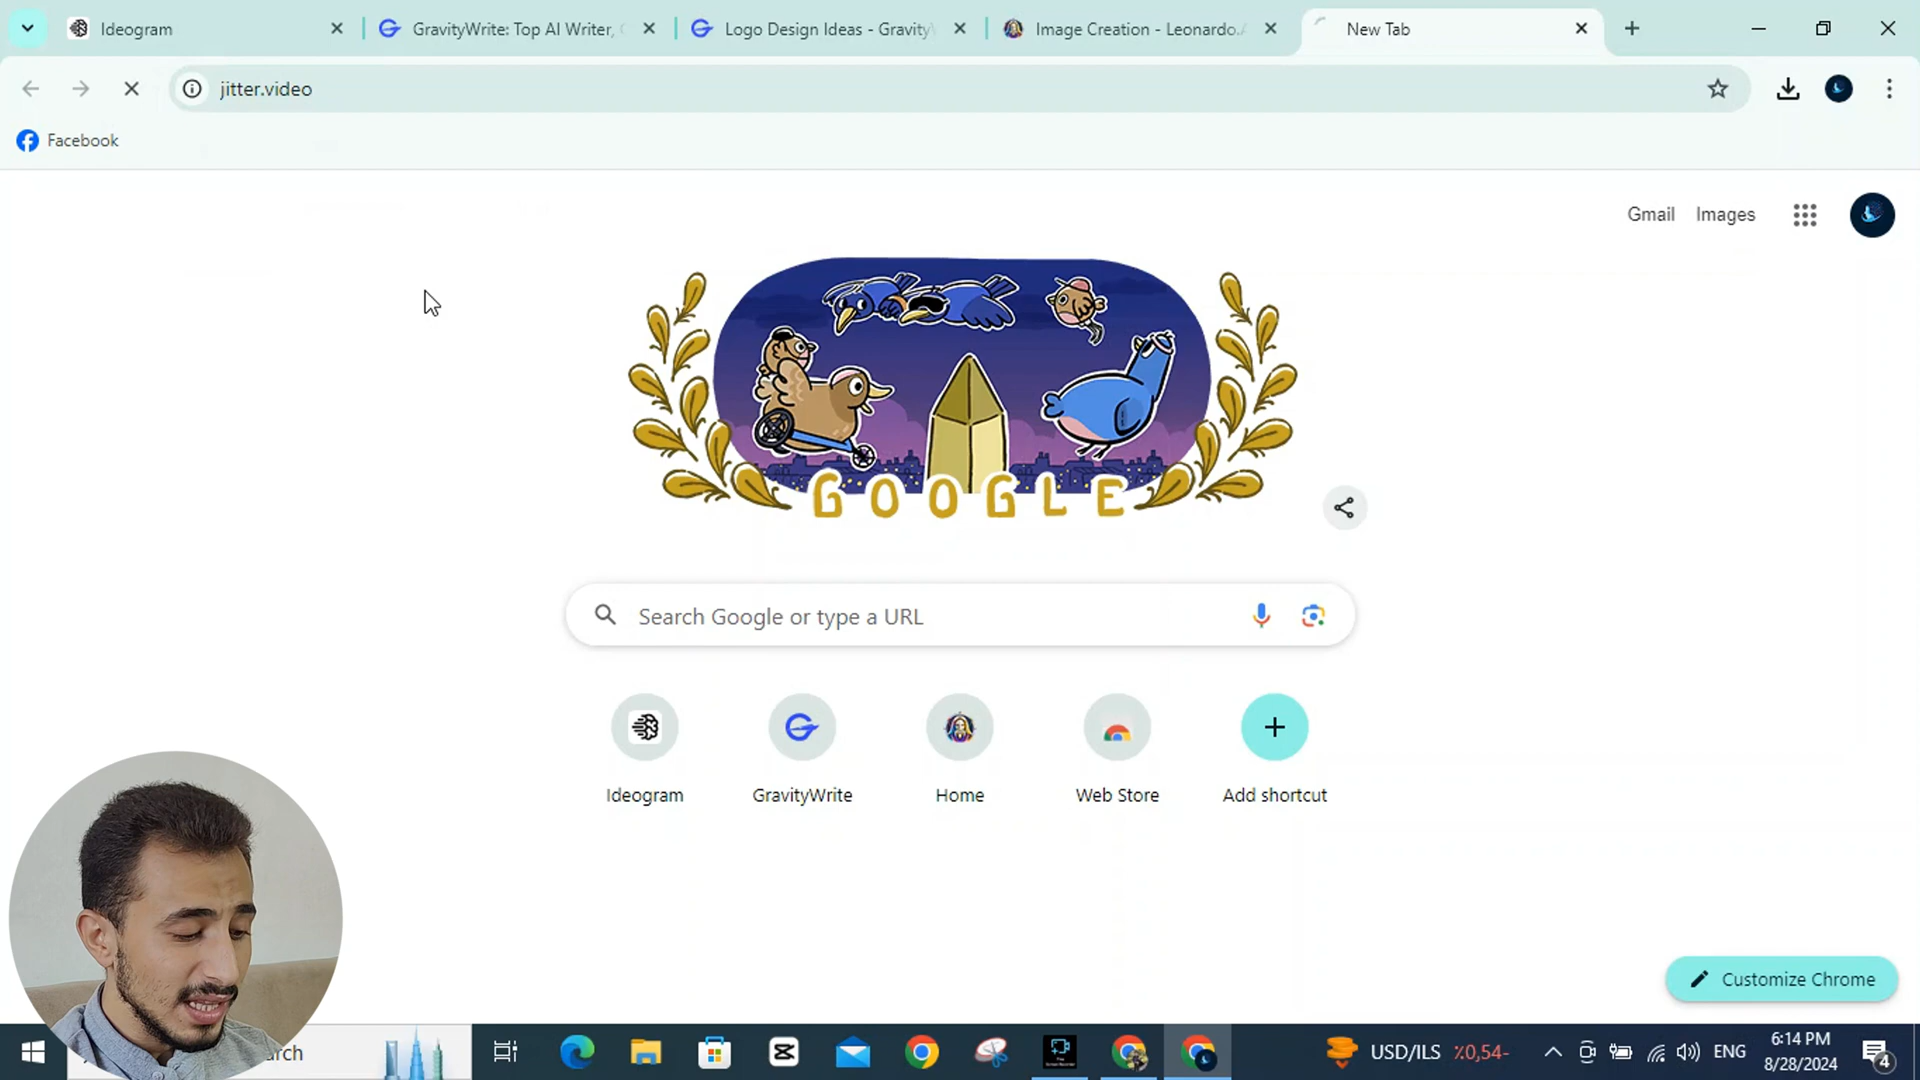 Ideogram
GravityWrite: Top AI Writer,
Logo Design Ideas - Gravity
Image Creation - Leonardo.
New Tab
jitter.video
Facebook
Gmail
Images
GOOGLE
Search Google or type a URL
Ideogram
GravityWrite
Home
Web Store
Add shortcut
Customize Chrome
arch
USD/ILS
٪0,54-
ENG
6:14 PM
8/28/2024
4